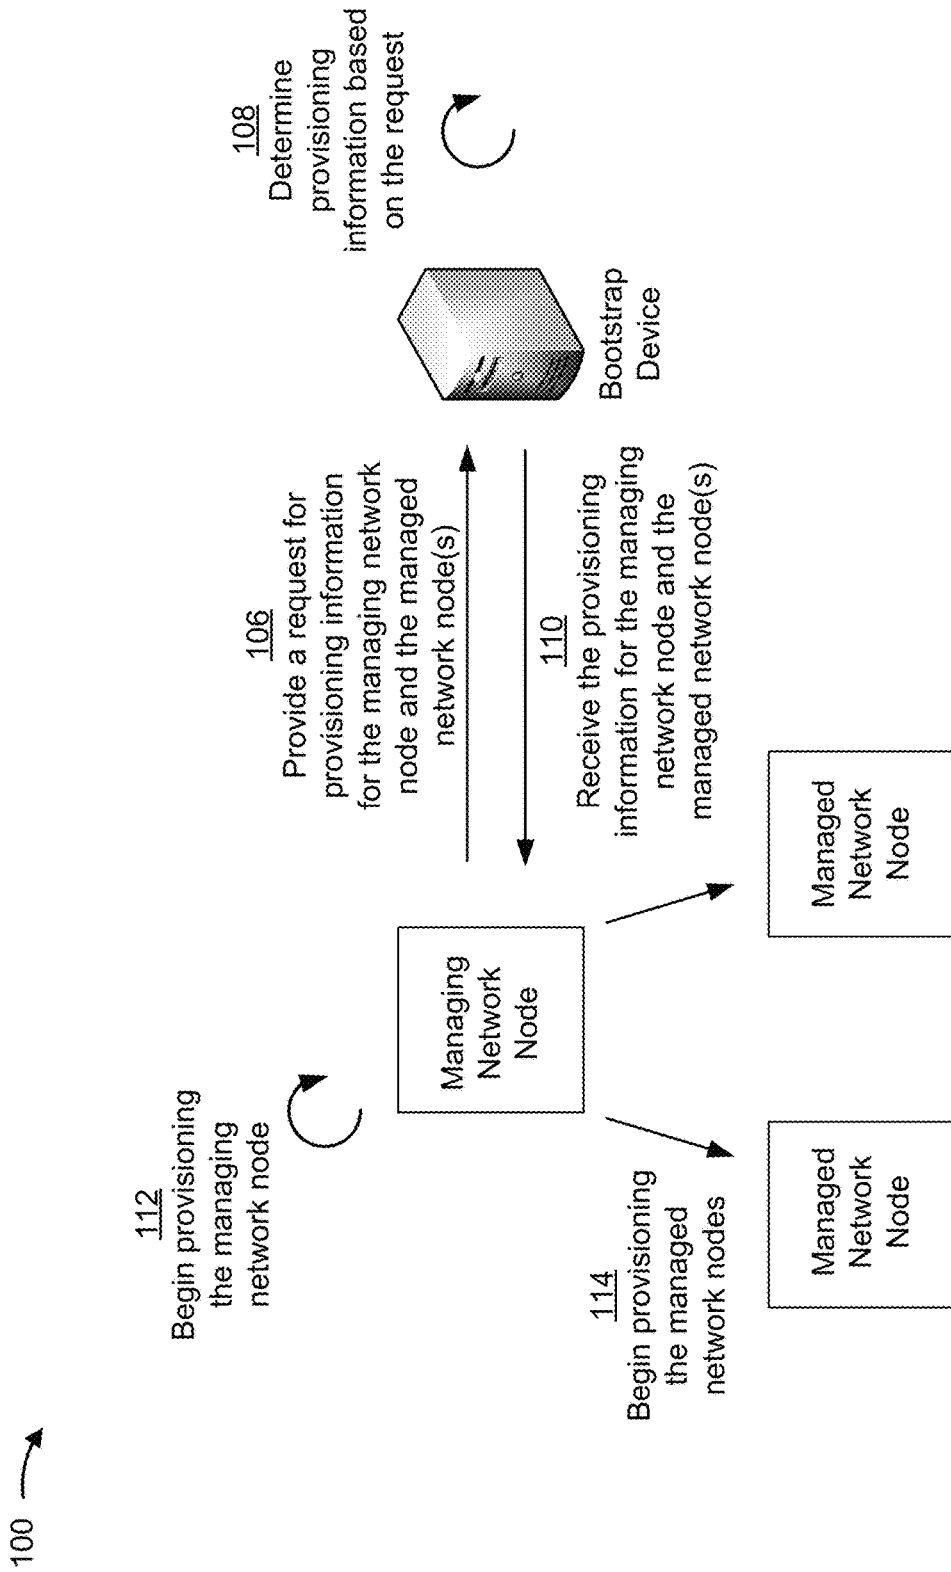 100
112
Begin provisioning
the managing
network node
106
Provide a request for
provisioning information
for the managing network
node and the managed
network node(s)
108
Determine
provisioning
information based
on the request
Managing
Network
Node
110
Receive the provisioning
information for the managing
network node and the
managed network node(s)
Bootstrap
Device
114
Begin provisioning
the managed
network nodes
Managed
Network
Node
Managed
Network
Node